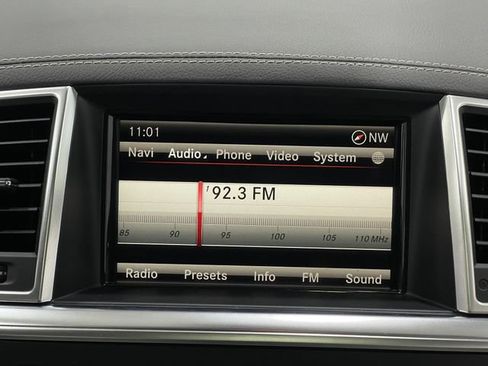 11:01 NW
Navi Audio Phone Video System
1 92.3 FM
85 90 95 100 105 110 MHz
Radio Presets Info FM Sound